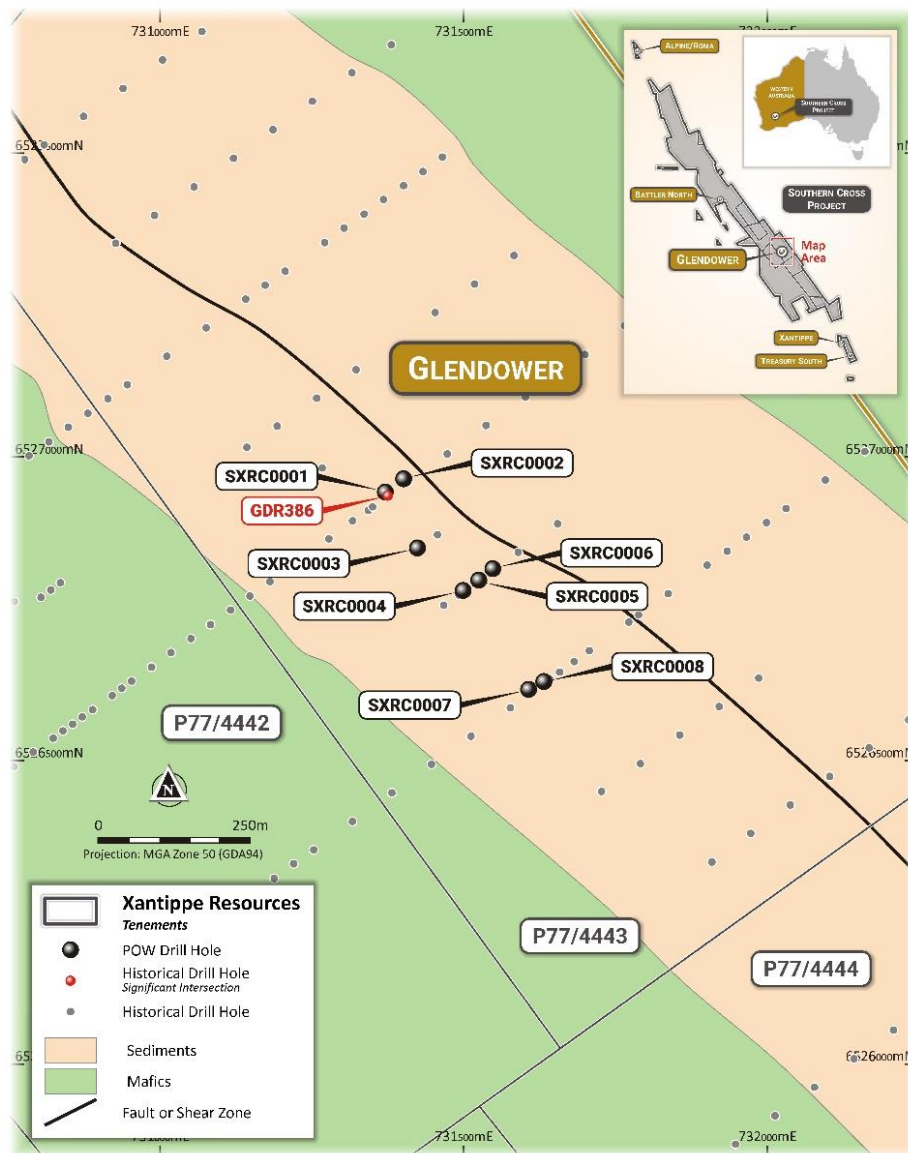 731000mE
731500mE
732000mE
ALPINE/ROMA
WESTERN
AUSTRALIA
SOUTHERN CROSS
PROJECT
BATTLER NORTH
SOUTHERN CROSS
PROJECT
Map
Area
GLENDOWER
XANTIPPE
TREASURY SOUTH
GLENDOWER
6527000mN
6527000mN
SXRC0001
SXRC0002
GDR386
SXRC0003
SXRC0006
SXRC0004
SXRC0005
SXRC0008
SXRC0007
P77/4442
6526500mN
N
0
250m
Projection: MGA Zone 50 (GDA94)
Xantippe Resources
Tenements
POW Drill Hole
Historical Drill Hole
Significant Intersection
Historical Drill Hole
Sediments
Mafics
Fault or Shear Zone
P77/4443
P77/4444
6526000mN
731500mE
732000mE